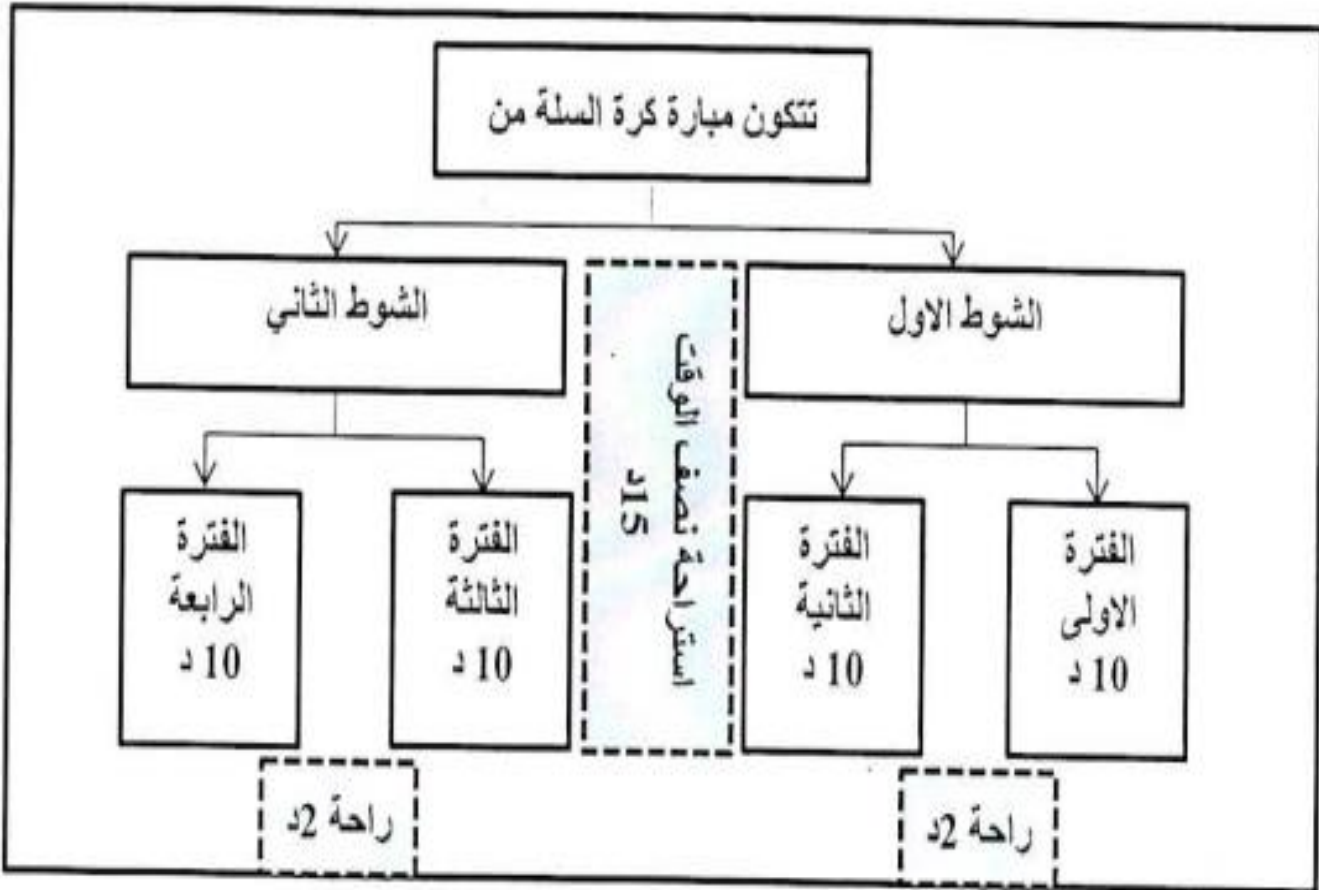 تتكون مبارة كرة السلة من
الشوط الاول
الشوط الثاني
استراحة نصف الوقت
15د
الفترة
الاولى
10 د
الفترة
الثانية
10 د
الفترة
الثالثة
10 د
الفترة
الرابعة
10 د
راحة 2د
راحة 2د